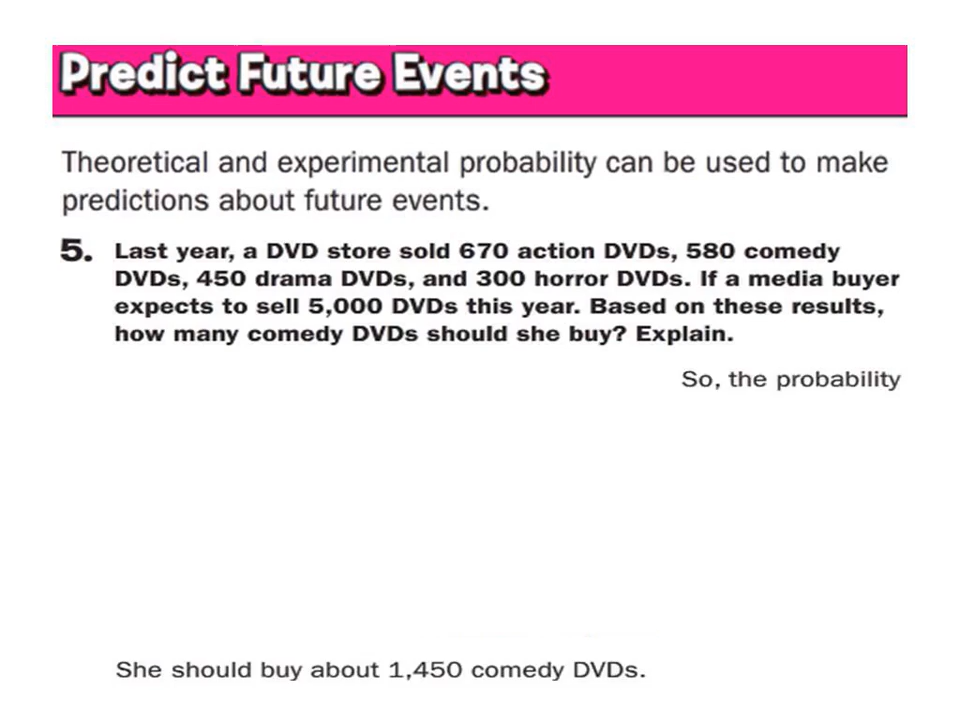 Predict Future Events
Theoretical and experimental probability can be used to make
predictions about future events.
5. Last year, a DVD store sold 670 action DVDs, 580 comedy
DVDs, 450 drama DVDs, and 300 horror DVDs. If a media buyer
expects to sell 5,000 DVDs this year. Based on these results,
how many comedy DVDs should she buy? Explain.
So, the probability
She should buy about 1,450 comedy DVDs.